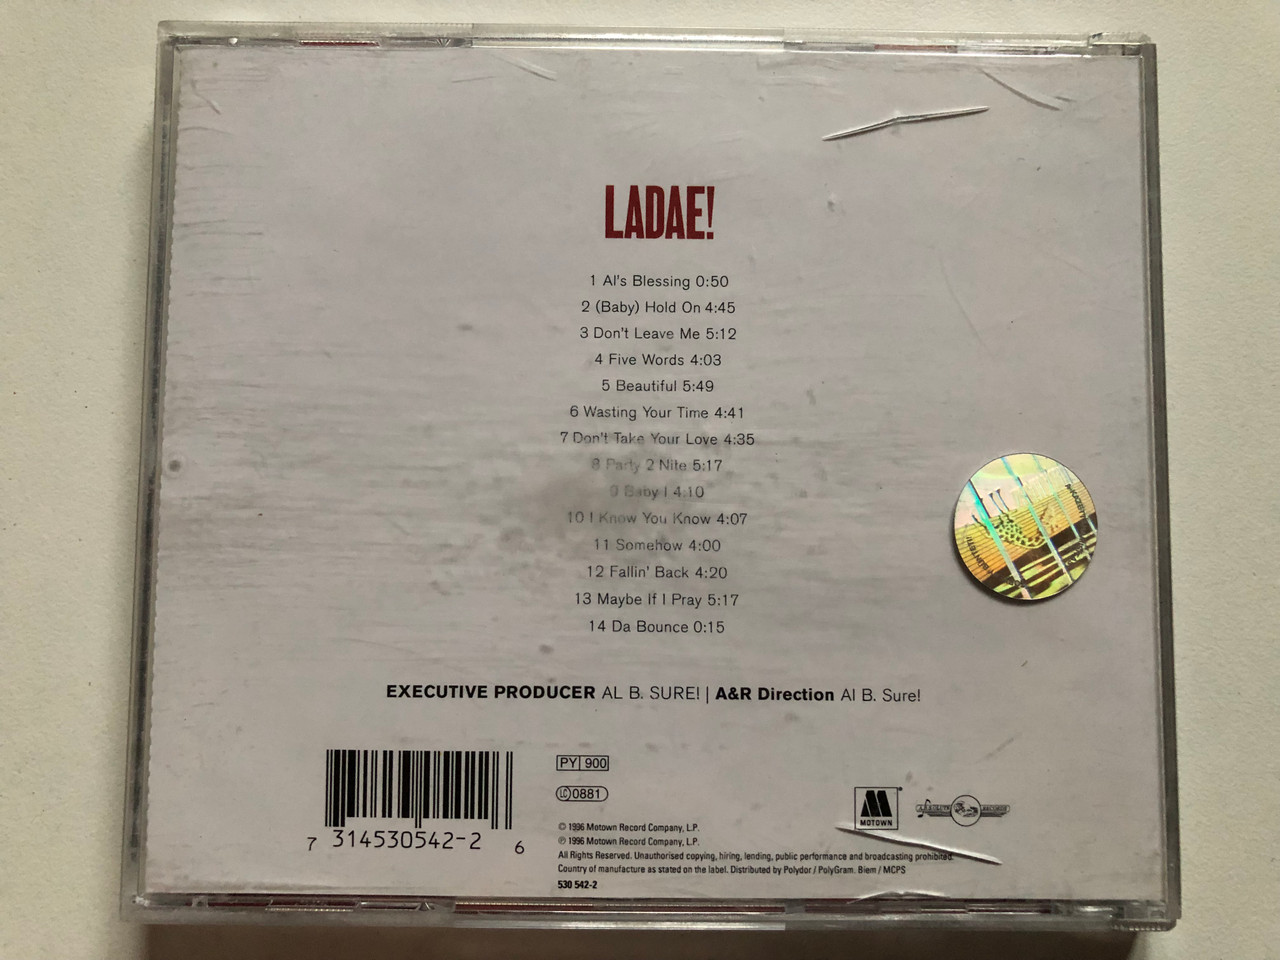 LADAE!
1 Al's Blessing 0:50
2 (Baby) Hold On 4:45
3 Don't Leave Me 5:12
4 Five Words 4:03
5 Beautiful 5:49
6 Wasting Your Time 4:41
7 Don't Take Your Love 4:35
8 Party 2 Nite 5:17
9 Baby I 4:10
10 I Know You Know 4:07
11 Somehow 4:00
12 Fallin' Back 4:20
13 Maybe If I Pray 5:17
14 Da Bounce 0:15
EXECUTIVE PRODUCER AL B. SURE! | A&R Direction Al B. Sure!
7 314530542-2 6
PY 900
LC 0881
© 1996 Motown Record Company, L.P.
℗ 1996 Motown Record Company, L.P.
All Rights Reserved. Unauthorised copying, hiring, lending, public performance and broadcasting prohibited.
Country of manufacture as stated on the label. Distributed by Polydor / PolyGram. Biem / MCPS
530 542-2
MOTOWN
RECORDS